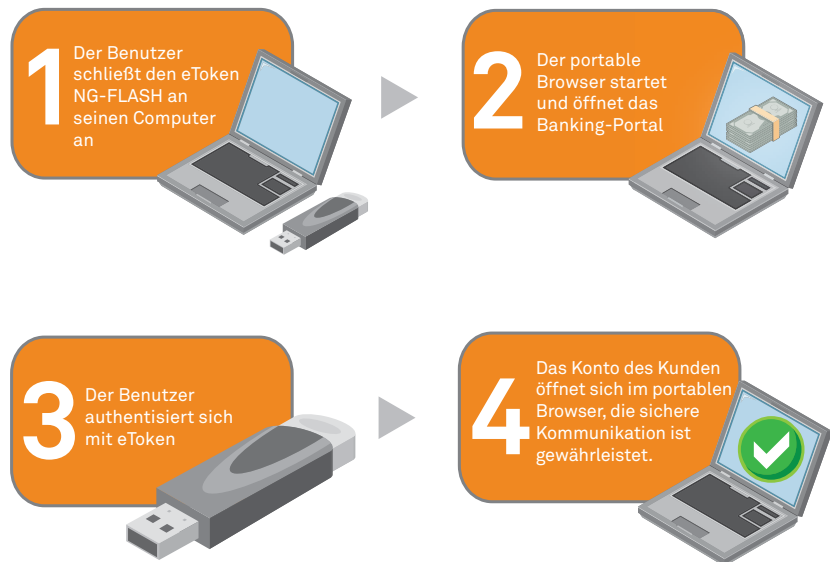 1
Der Benutzer
schließt den eToken
NG-FLASH an
seinen Computer
an
2
Der portable
Browser startet
und öffnet das
Banking-Portal
3
Der Benutzer
authentisiert sich
mit eToken
4
Das Konto des Kunden
öffnet sich im portablen
Browser, die sichere
Kommunikation ist
gewährleistet.